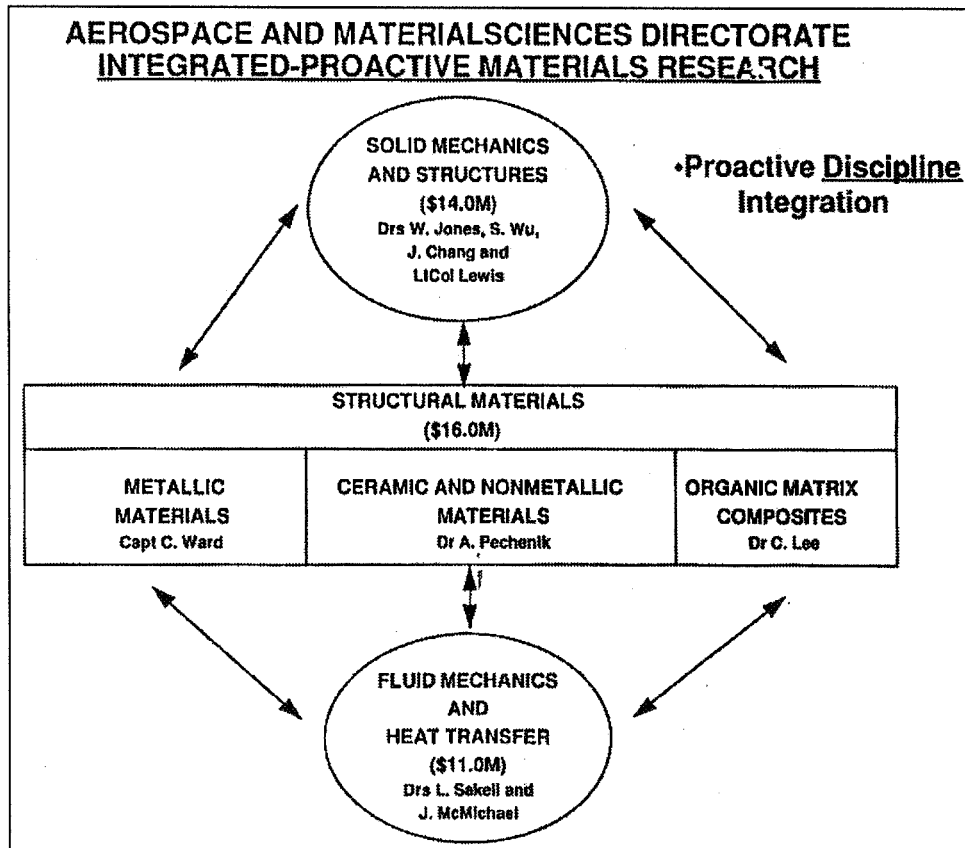 AEROSPACE AND MATERIALSCIENCES DIRECTORATE
INTEGRATED-PROACTIVE MATERIALS RESEARCH
SOLID MECHANICS
AND STRUCTURES
($14.0M)
Drs W. Jones, S. Wu,
J. Chang and
LtCol Lewis
•Proactive Discipline
Integration
STRUCTURAL MATERIALS
($16.0M)
METALLIC
MATERIALS
Capt C. Ward
CERAMIC AND NONMETALLIC
MATERIALS
Dr A. Pechenik
ORGANIC MATRIX
COMPOSITES
Dr C. Lee
FLUID MECHANICS
AND
HEAT TRANSFER
($11.0M)
Drs L. Sakell and
J. McMichael